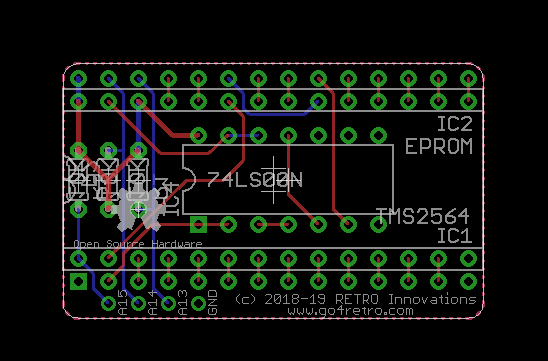 IC2
EPROM
74LS00N
TMS2564
IC1
Open Source Hardware
A15
A14
A13
GND
(c) 2018-19 RETRO Innovations
www.go4retro.com